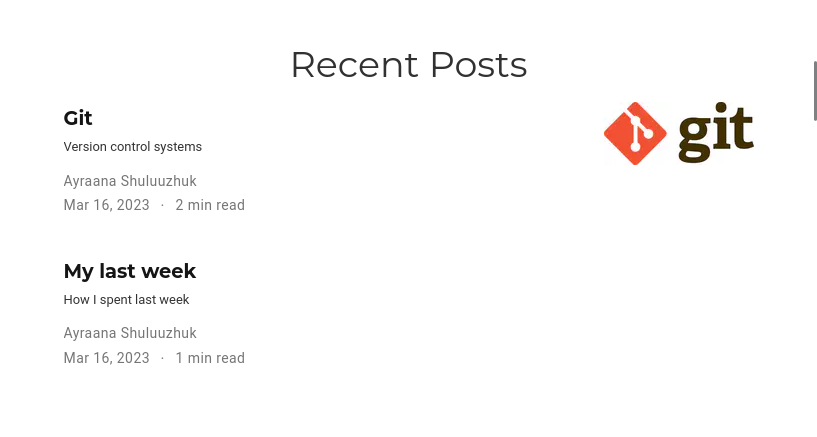 Recent Posts
Git
git
Version control systems
Ayraana Shuluuzhuk
Mar 16, 2023 · 2 min read
My last week
How I spent last week
Ayraana Shuluuzhuk
Mar 16, 2023 · 1 min read